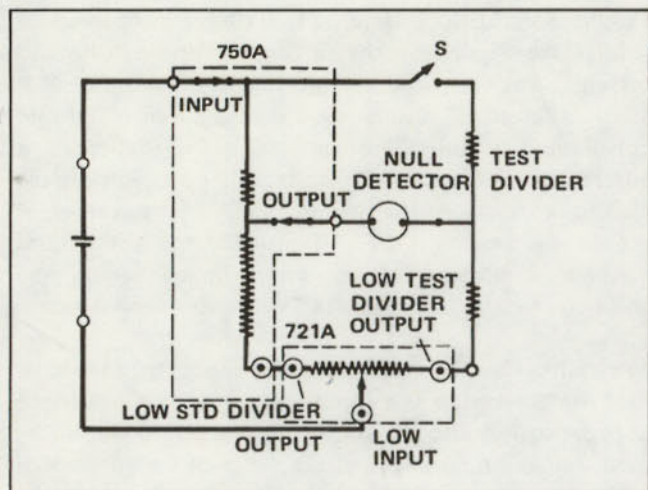 750A
S
INPUT
NULL
DETECTOR
TEST
DIVIDER
OUTPUT
LOW TEST
DIVIDER
OUTPUT
721A
LOW STD DIVIDER
OUTPUT
LOW
INPUT